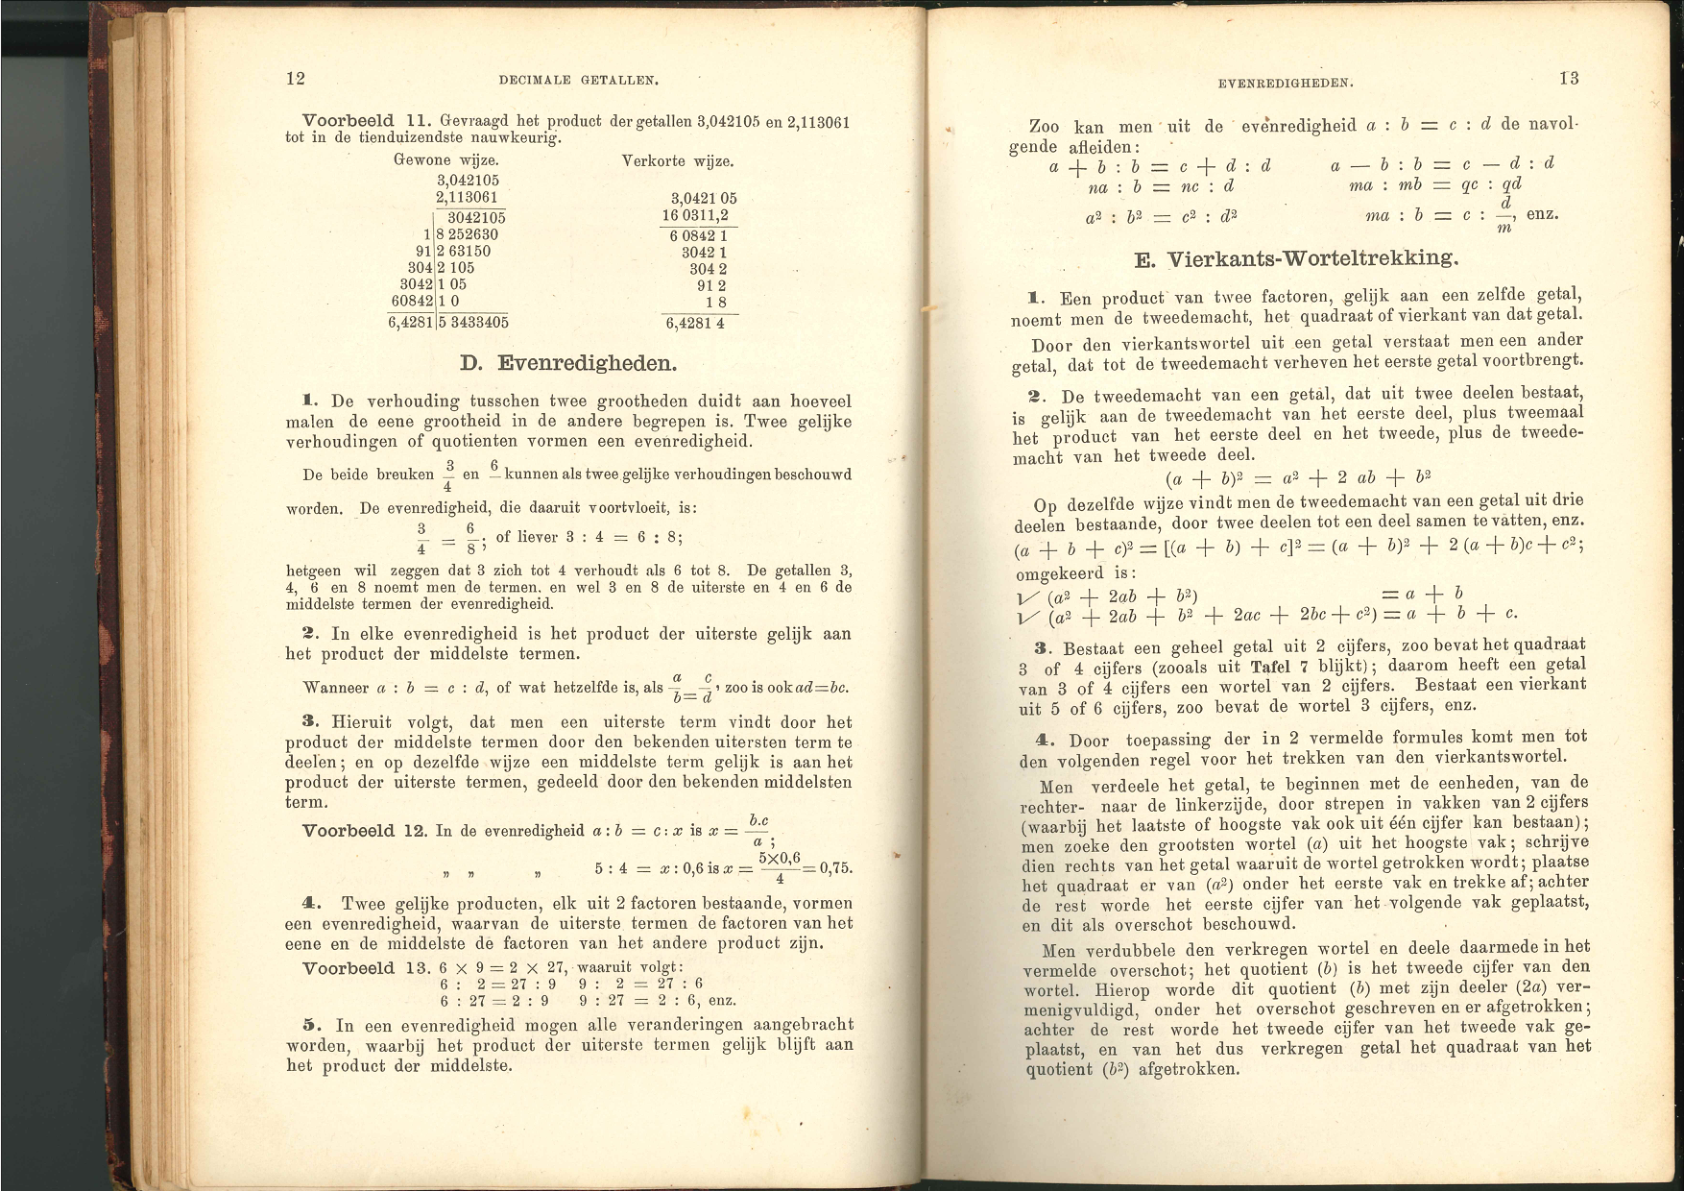 12 DECIMALE GETALLEN.
Voorbeeld 11. Gevraagd het product der getallen 3,042105 en 2,113061
tot in de tienduizendste nauwkeurig.
Gewone wijze. Verkorte wijze.
3,042105
2,113061 3,0421 05
3042105 16 0311,2
1|8 252630 6 0842 1
91|2 63150 3042 1
304|2 105 304 2
3042|1 05 91 2
60842|1 0 1 8
6,4281|5 3433405 6,4281 4
D. Evenredigheden.
1. De verhouding tusschen twee grootheden duidt aan hoeveel
malen de eene grootheid in de andere begrepen is. Twee gelijke
verhoudingen of quotienten vormen een evenredigheid.
De beide breuken 3/4 en 6/ kunnen als twee gelijke verhoudingen beschouwd
worden. De evenredigheid, die daaruit voortvloeit, is:
3/4 = 6/8, of liever 3 : 4 = 6 : 8;
hetgeen wil zeggen dat 3 zich tot 4 verhoudt als 6 tot 8. De getallen 3,
4, 6 en 8 noemt men de termen. en wel 3 en 8 de uiterste en 4 en 6 de
middelste termen der evenredigheid.
2. In elke evenredigheid is het product der uiterste gelijk aan
het product der middelste termen.
Wanneer a : b = c : d, of wat hetzelfde is, als a/b = c/d, zoo is ook ad=bc.
3. Hieruit volgt, dat men een uiterste term vindt door het
product der middelste termen door den bekenden uitersten term te
deelen; en op dezelfde wijze een middelste term gelijk is aan het
product der uiterste termen, gedeeld door den bekenden middelsten
term.
Voorbeeld 12. In de evenredigheid a : b = c : x is x = b.c/a;
„ „ „ 5 : 4 = x : 0,6 is x = 5×0,6/4 = 0,75.
4. Twee gelijke producten, elk uit 2 factoren bestaande, vormen
een evenredigheid, waarvan de uiterste termen de factoren van het
eene en de middelste de factoren van het andere product zijn.
Voorbeeld 13. 6 × 9 = 2 × 27, waaruit volgt:
6 : 2 = 27 : 9 9 : 2 = 27 : 6
6 : 27 = 2 : 9 9 : 27 = 2 : 6, enz.
5. In een evenredigheid mogen alle veranderingen aangebracht
worden, waarbij het product der uiterste termen gelijk blijft aan
het product der middelste.
EVENREDIGHEDEN. 13
Zoo kan men uit de evenredigheid a : b = c : d de navol-
gende afleiden:
a + b : b = c + d : d a — b : b = c — d : d
na : b = nc : d ma : mb = qc : qd
a² : b² = c² : d² ma : b = c : d/m, enz.
E. Vierkants-Worteltrekking.
1. Een product van twee factoren, gelijk aan een zelfde getal,
noemt men de tweedemacht, het quadraat of vierkant van dat getal.
Door den vierkantswortel uit een getal verstaat men een ander
getal, dat tot de tweedemacht verheven het eerste getal voortbrengt.
2. De tweedemacht van een getal, dat uit twee deelen bestaat,
is gelijk aan de tweedemacht van het eerste deel, plus tweemaal
het product van het eerste deel en het tweede, plus de tweede-
macht van het tweede deel.
(a + b)² = a² + 2 ab + b²
Op dezelfde wijze vindt men de tweedemacht van een getal uit drie
deelen bestaande, door twee deelen tot een deel samen te vatten, enz.
(a + b + c)² = [(a + b) + c]² = (a + b)² + 2 (a + b)c + c²;
omgekeerd is:
√ (a² + 2ab + b²) = a + b
√ (a² + 2ab + b² + 2ac + 2bc + c²) = a + b + c.
3. Bestaat een geheel getal uit 2 cijfers, zoo bevat het quadraat
3 of 4 cijfers (zooals uit Tafel 7 blijkt); daarom heeft een getal
van 3 of 4 cijfers een wortel van 2 cijfers. Bestaat een vierkant
uit 5 of 6 cijfers, zoo bevat de wortel 3 cijfers, enz.
4. Door toepassing der in 2 vermelde formules komt men tot
den volgenden regel voor het trekken van den vierkantswortel.
Men verdeele het getal, te beginnen met de eenheden, van de
rechter- naar de linkerzijde, door strepen in vakken van 2 cijfers
(waarbij het laatste of hoogste vak ook uit één cijfer kan bestaan);
men zoeke den grootsten wortel (a) uit het hoogste vak; schrijve
dien rechts van het getal waaruit de wortel getrokken wordt; plaatse
het quadraat er van (a²) onder het eerste vak en trekke af; achter
de rest worde het eerste cijfer van het volgende vak geplaatst,
en dit als overschot beschouwd.
Men verdubbele den verkregen wortel en deele daarmede in het
vermelde overschot; het quotient (b) is het tweede cijfer van den
wortel. Hierop worde dit quotient (b) met zijn deeler (2a) ver-
menigvuldigd, onder het overschot geschreven en er afgetrokken;
achter de rest worde het tweede cijfer van het tweede vak ge-
plaatst, en van het dus verkregen getal het quadraat van het
quotient (b²) afgetrokken.